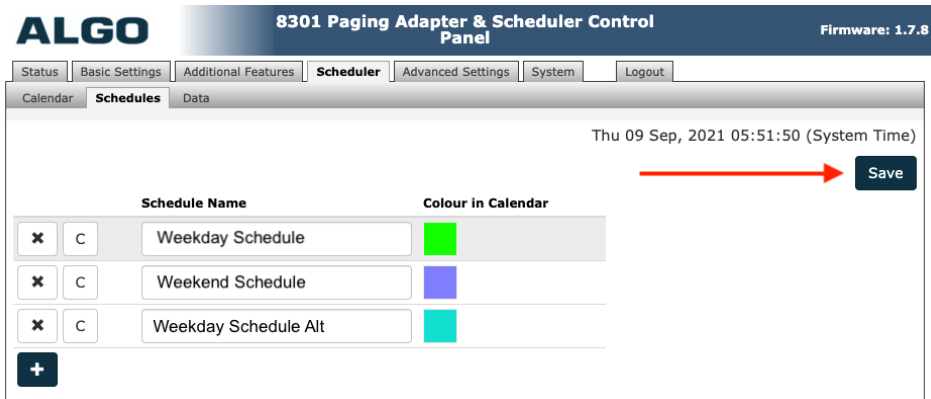 ALGO
8301 Paging Adapter & Scheduler Control
Panel
Firmware: 1.7.8
Status Basic Settings Additional Features Scheduler Advanced Settings System Logout
Calendar Schedules Data
Thu 09 Sep, 2021 05:51:50 (System Time)
Save
Schedule Name Colour in Calendar
✖ C Weekday Schedule
✖ C Weekend Schedule
✖ C Weekday Schedule Alt
+